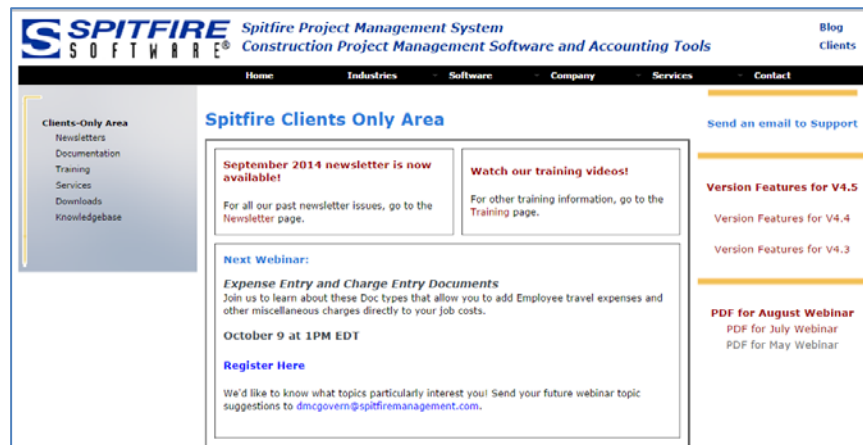 SPITFIRE
SOFTWARE®
Spitfire Project Management System
Construction Project Management Software and Accounting Tools
Blog
Clients
Home Industries Software Company Services Contact
Clients-Only Area
Newsletters
Documentation
Training
Services
Downloads
Knowledgebase
Spitfire Clients Only Area
September 2014 newsletter is now
available!
For all our past newsletter issues, go to the
Newsletter page.
Watch our training videos!
For other training information, go to the
Training page.
Next Webinar:
Expense Entry and Charge Entry Documents
Join us to learn about these Doc types that allow you to add Employee travel expenses and
other miscellaneous charges directly to your job costs.
October 9 at 1PM EDT
Register Here
We'd like to know what topics particularly interest you! Send your future webinar topic
suggestions to dmcgovern@spitfiremanagement.com.
Send an email to Support
Version Features for V4.5
Version Features for V4.4
Version Features for V4.3
PDF for August Webinar
PDF for July Webinar
PDF for May Webinar